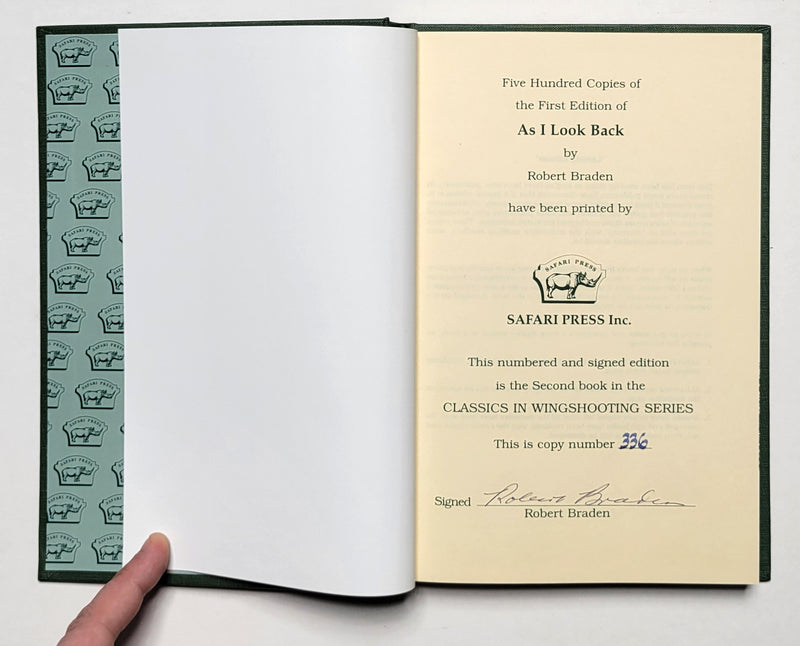 Five Hundred Copies of
the First Edition of
As I Look Back
by
Robert Braden
have been printed by
SAFARI PRESS
SAFARI PRESS Inc.
This numbered and signed edition
is the Second book in the
CLASSICS IN WINGSHOOTING SERIES
This is copy number 336
Signed Robert Braden
Robert Braden